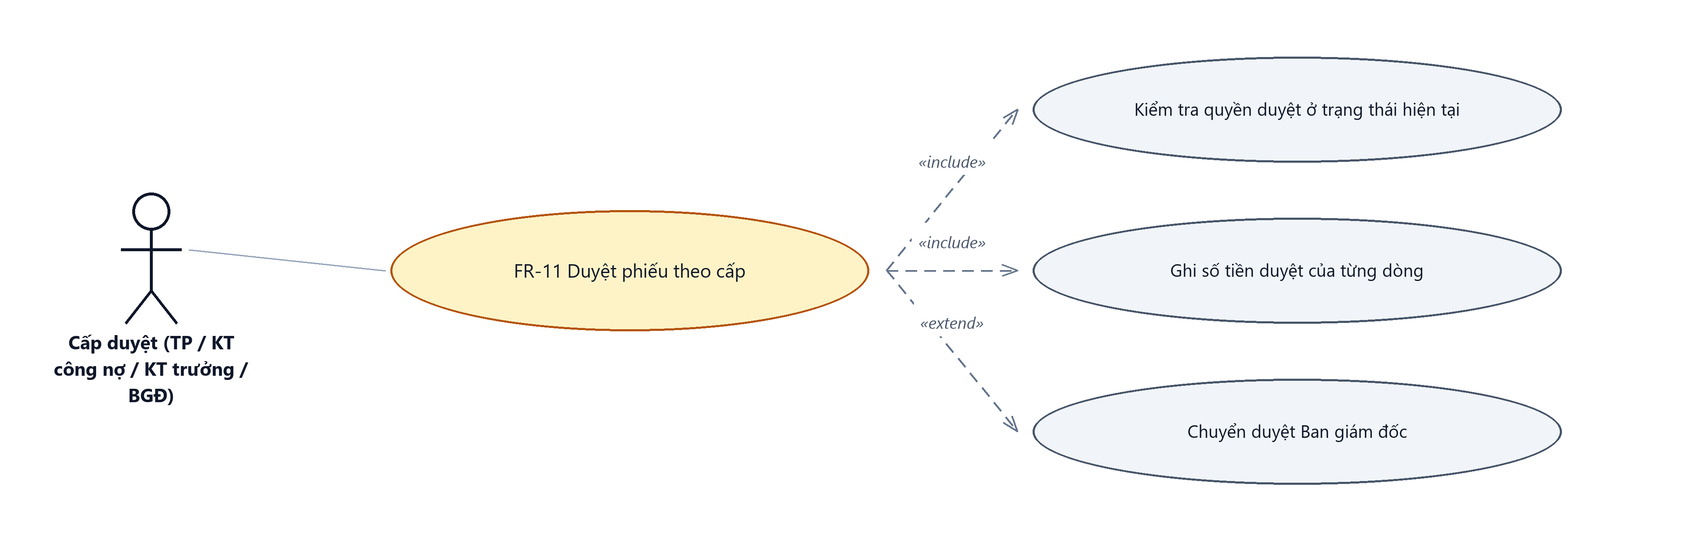 Kiểm tra quyền duyệt ở trạng thái hiện tại
«include»
«include»
Ghi số tiền duyệt của từng dòng
FR-11 Duyệt phiếu theo cấp
«extend»
Cấp duyệt (TP / KT
công nợ / KT trưởng /
BGĐ)
Chuyển duyệt Ban giám đốc